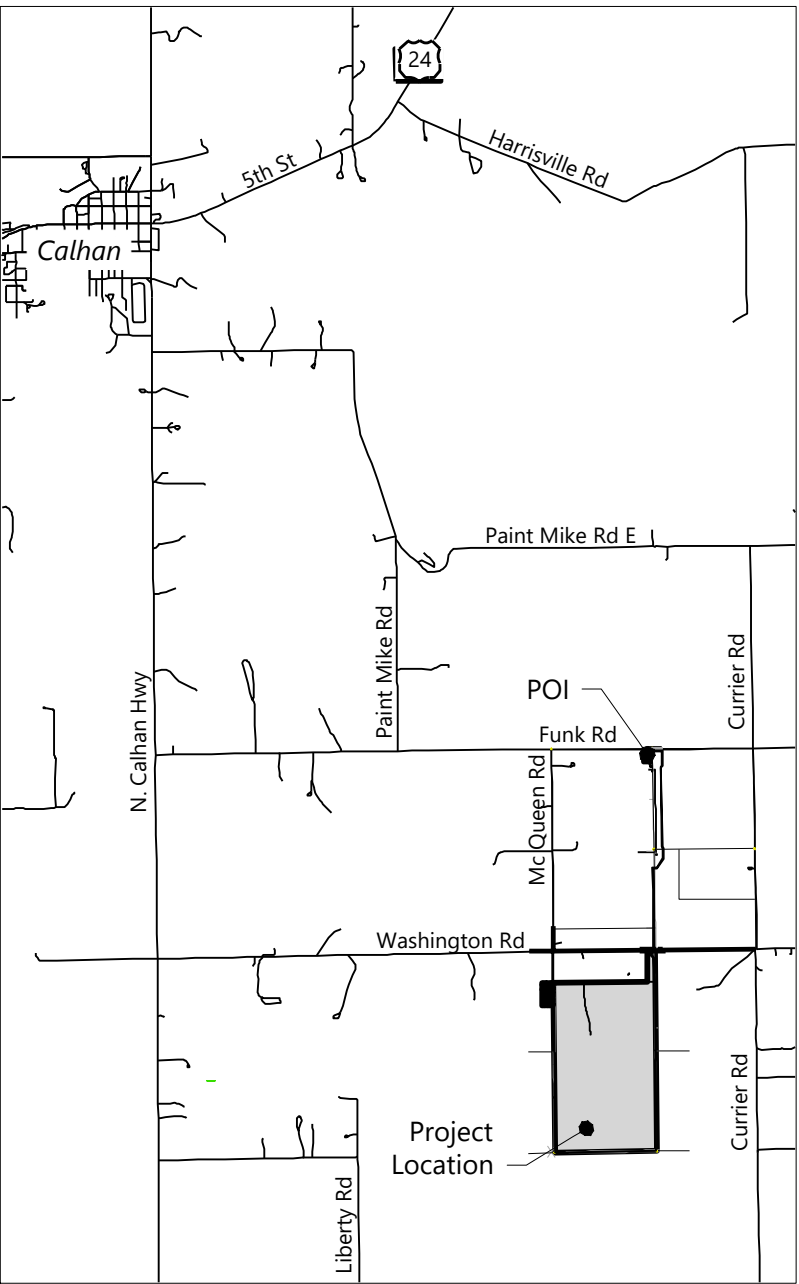 24
Harrisville Rd
5th St
Calhan
Paint Mike Rd E
Paint Mike Rd
Currier Rd
N. Calhan Hwy
POI
Funk Rd
Mc Queen Rd
Washington Rd
Currier Rd
Project
Location
Liberty Rd